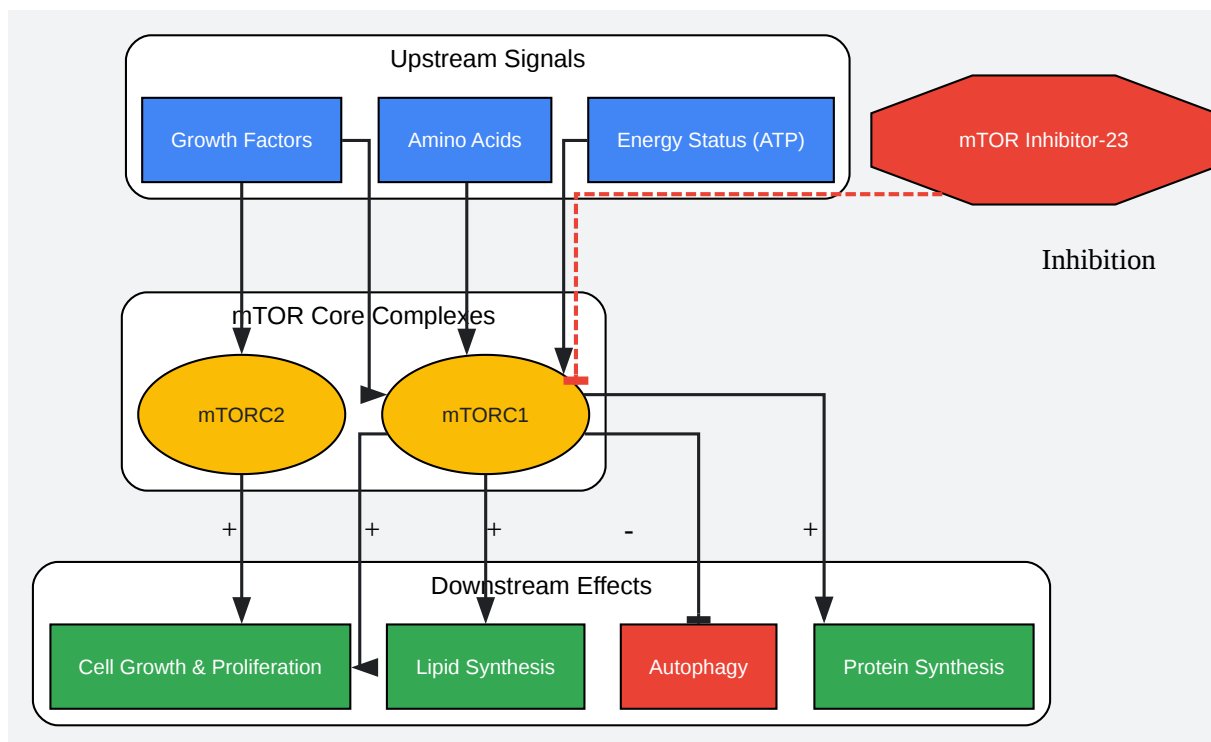 Upstream Signals
Growth Factors
Amino Acids
Energy Status (ATP)
mTOR Inhibitor-23
Inhibition
mTOR Core Complexes
mTORC2
mTORC1
+
+
+
-
+
Downstream Effects
Cell Growth & Proliferation
Lipid Synthesis
Autophagy
Protein Synthesis